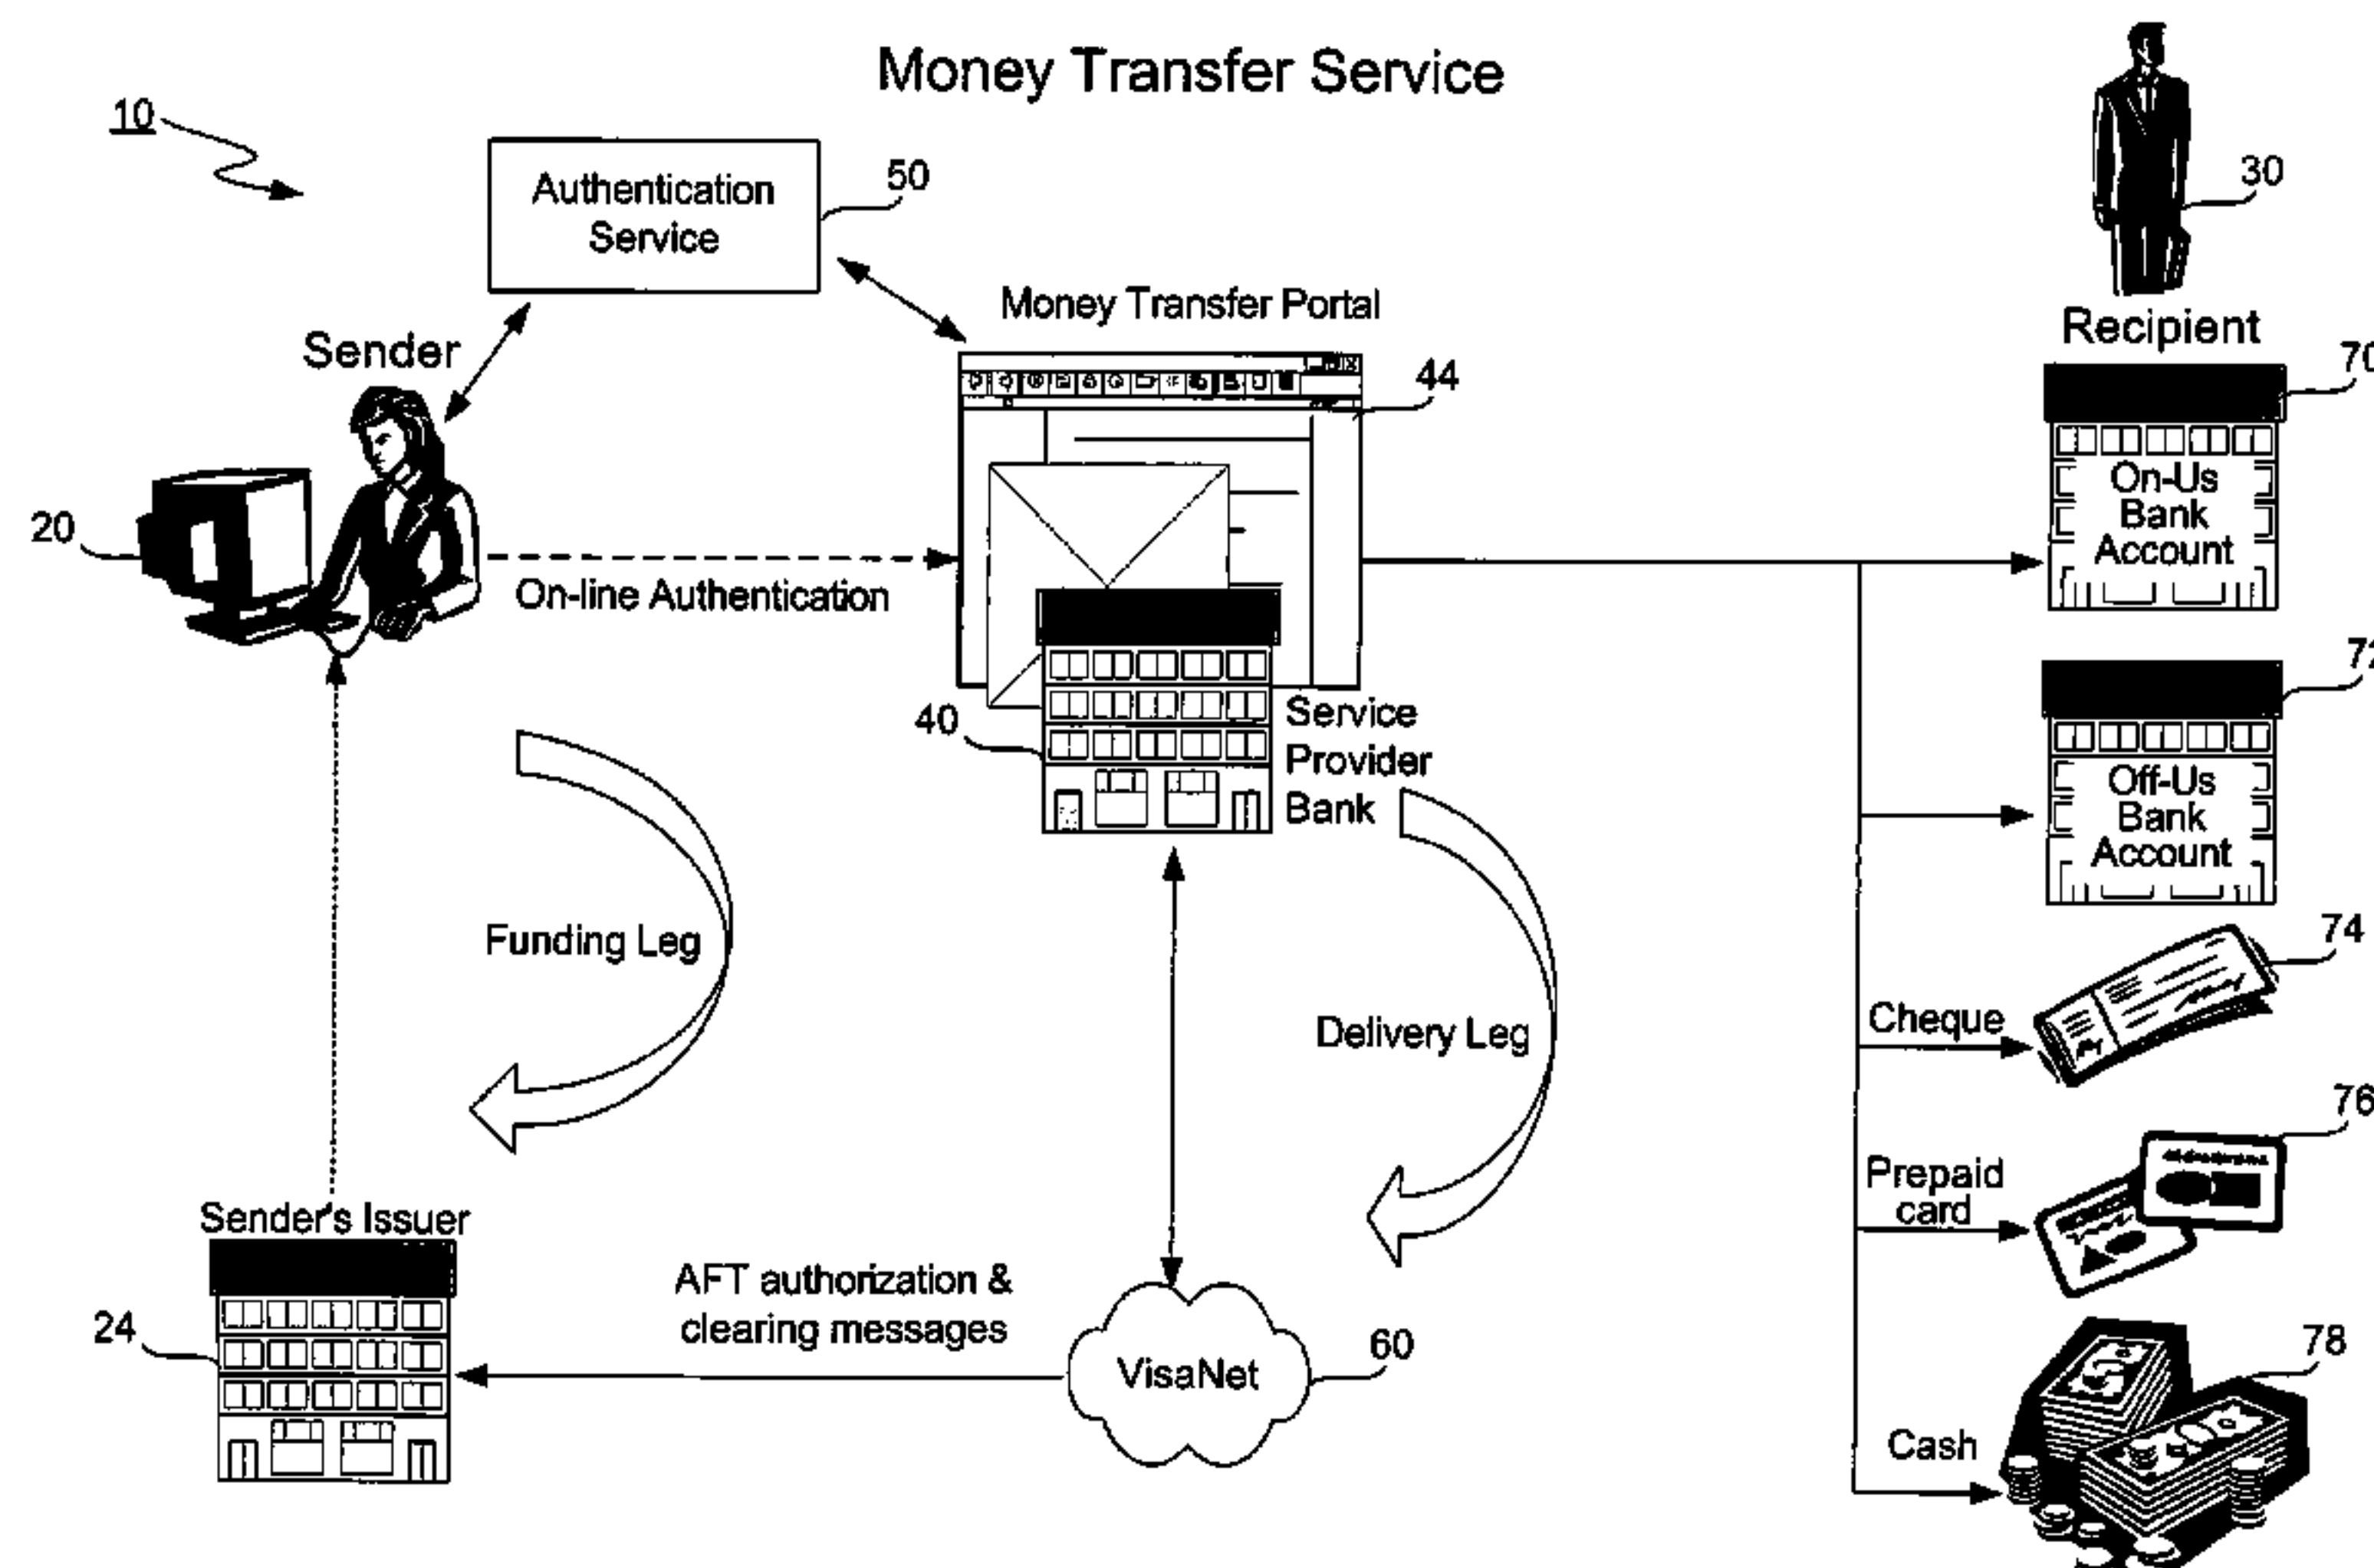 Money Transfer Service
10
Authentication
Service
50
30
Money Transfer Portal
Sender
Recipient
70
44
On-Us
Bank
Account
20
On-line Authentication
72
40
Service
Provider
Bank
Off-Us
Bank
Account
Funding Leg
74
Delivery Leg
Cheque
76
Prepaid
card
Sender's Issuer
AFT authorization &
clearing messages
24
VisaNet
60
78
Cash